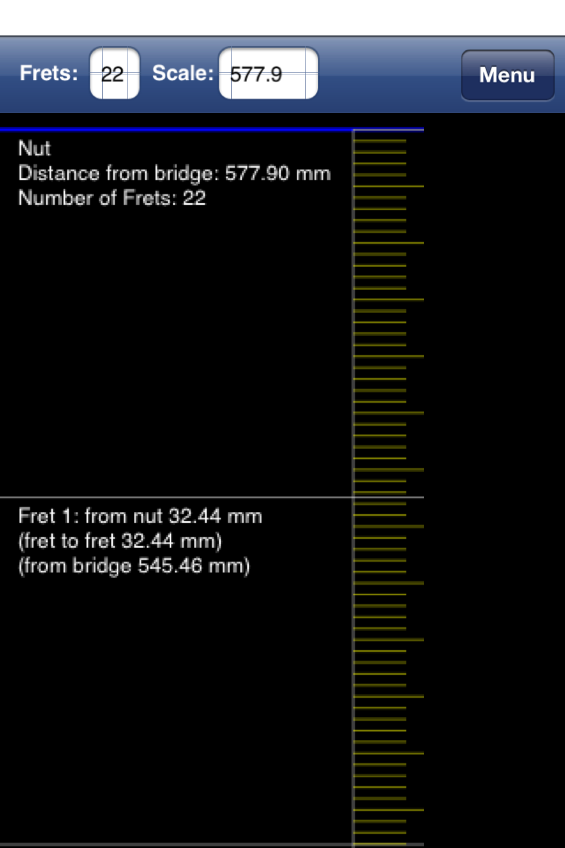 Frets: 22 Scale: 577.9 Menu
Nut
Distance from bridge: 577.90 mm
Number of Frets: 22
Fret 1: from nut 32.44 mm
(fret to fret 32.44 mm)
(from bridge 545.46 mm)